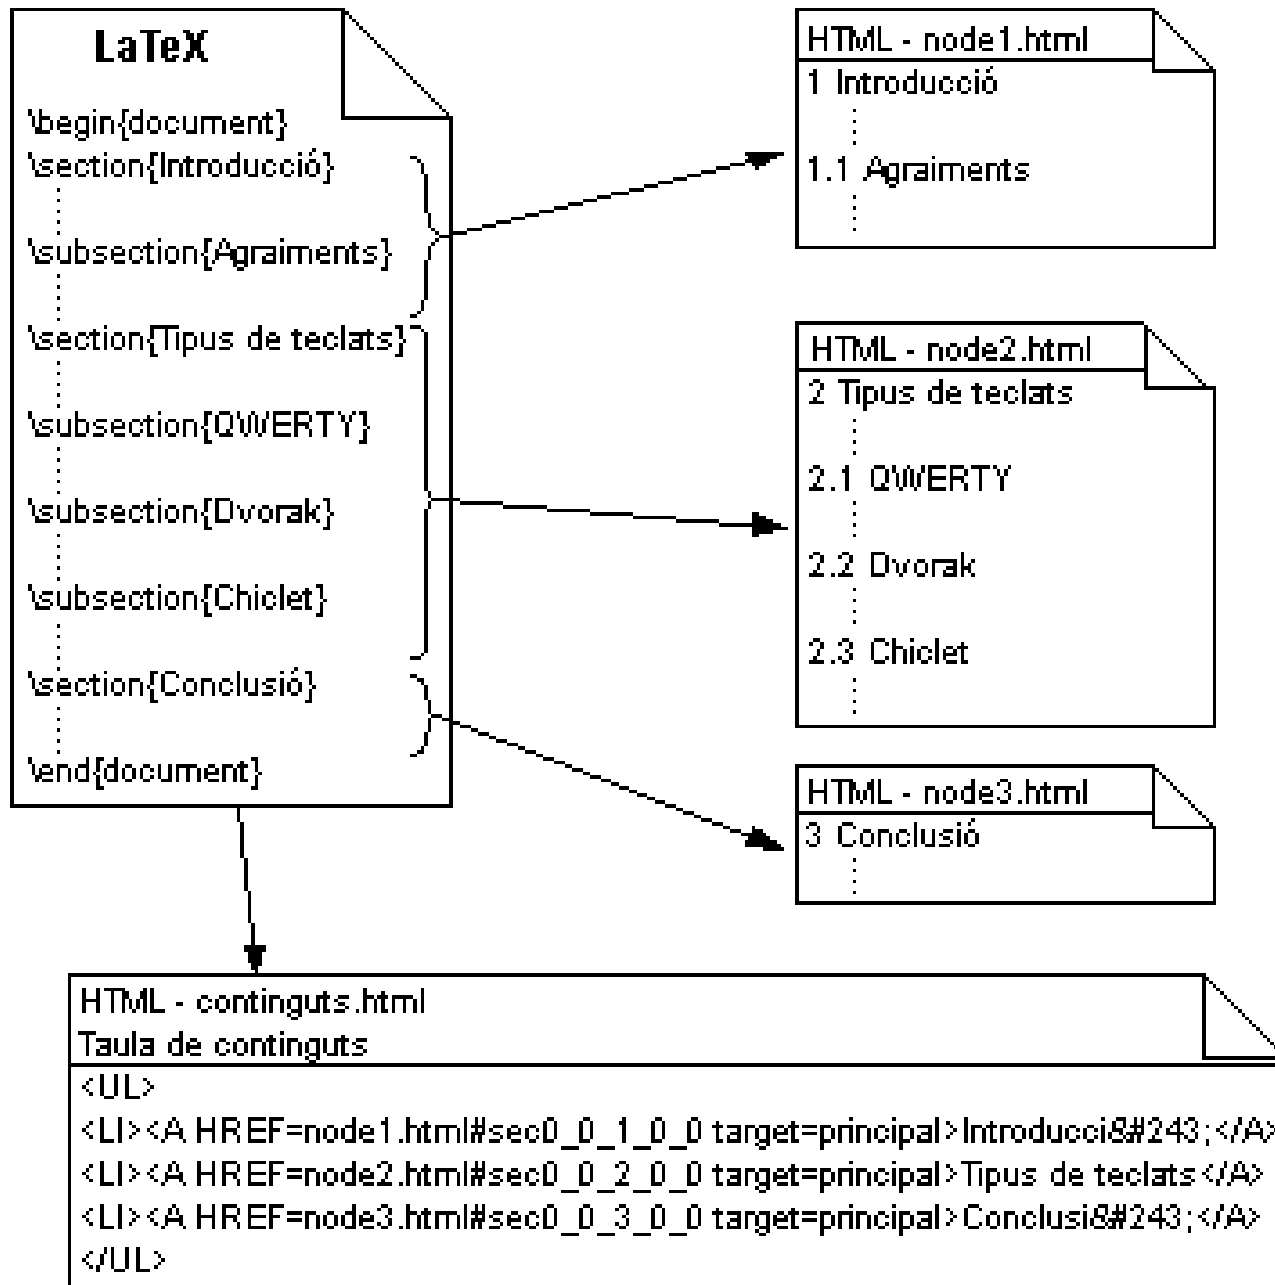 LaTeX
\begin{document}
\section{Introducció}
\subsection{Agraiments}
\section{Tipus de teclats}
\subsection{QWERTY}
\subsection{Dvorak}
\subsection{Chiclet}
\section{Conclusió}
\end{document}
HTML - node1.html
1 Introducció
1.1 Agraiments
HTML - node2.html
2 Tipus de teclats
2.1 QWERTY
2.2 Dvorak
2.3 Chiclet
HTML - node3.html
3 Conclusió
HTML - continguts.html
Taula de continguts
<UL>
<LI><A HREF=node1.html#sec0_0_1_0_0 target=principal>Introducci&#243;</A>
<LI><A HREF=node2.html#sec0_0_2_0_0 target=principal>Tipus de teclats</A>
<LI><A HREF=node3.html#sec0_0_3_0_0 target=principal>Conclusi&#243;</A>
</UL>